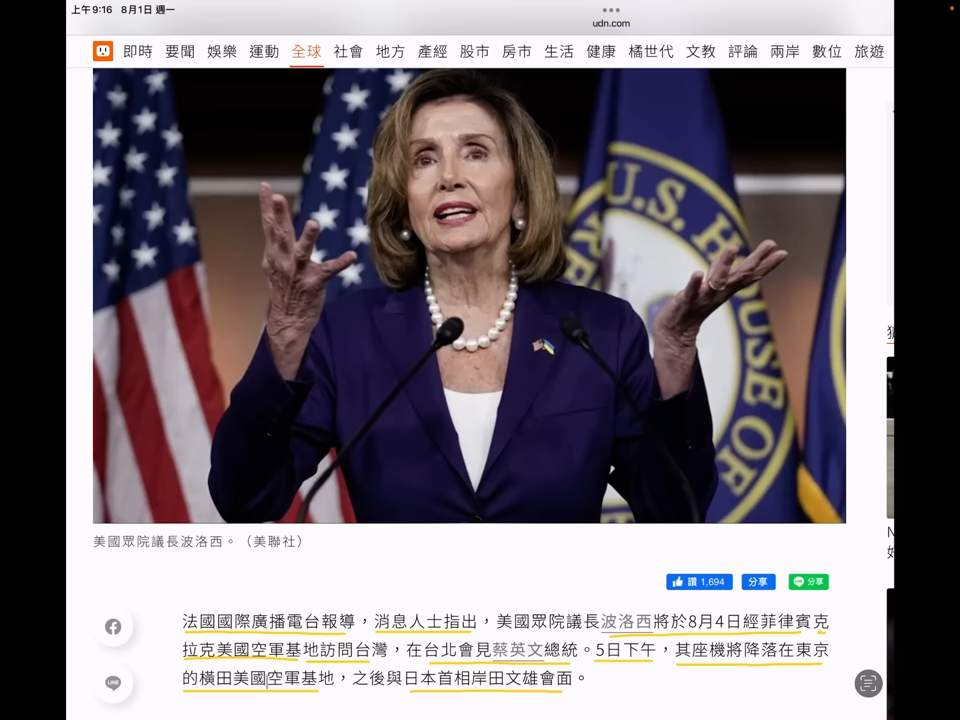 上午9:16 8月1日 週一
udn.com
即時 要聞 娛樂 運動 全球 社會 地方 產經 股市 房市 生活 健康 橘世代 文教 評論 兩岸 數位 旅遊
U.S. HOUSE OF
美國眾院議長波洛西。（美聯社）
讚 1,694 分享 分享
法國國際廣播電台報導，消息人士指出，美國眾院議長波洛西將於8月4日經菲律賓克
拉克美國空軍基地訪問台灣，在台北會見蔡英文總統。5日下午，其座機將降落在東京
的橫田美國空軍基地，之後與日本首相岸田文雄會面。
LINE